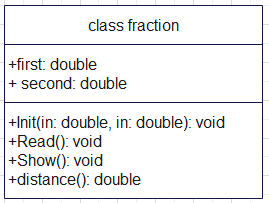 class fraction
+first: double
+ second: double
+Init(in: double, in: double): void
+Read(): void
+Show(): void
+distance(): double